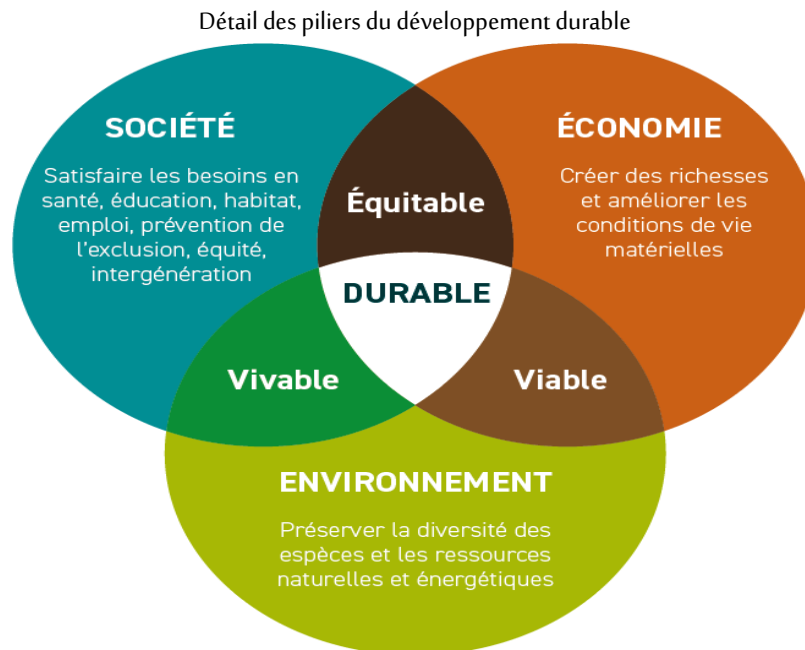 Détail des piliers du développement durable
SOCIÉTÉ
Satisfaire les besoins en
santé, éducation, habitat,
emploi, prévention de
l'exclusion, équité,
intergénération
ÉCONOMIE
Créer des richesses
et améliorer les
conditions de vie
matérielles
Équitable
DURABLE
Vivable
Viable
ENVIRONNEMENT
Préserver la diversité des
espèces et les ressources
naturelles et énergétiques